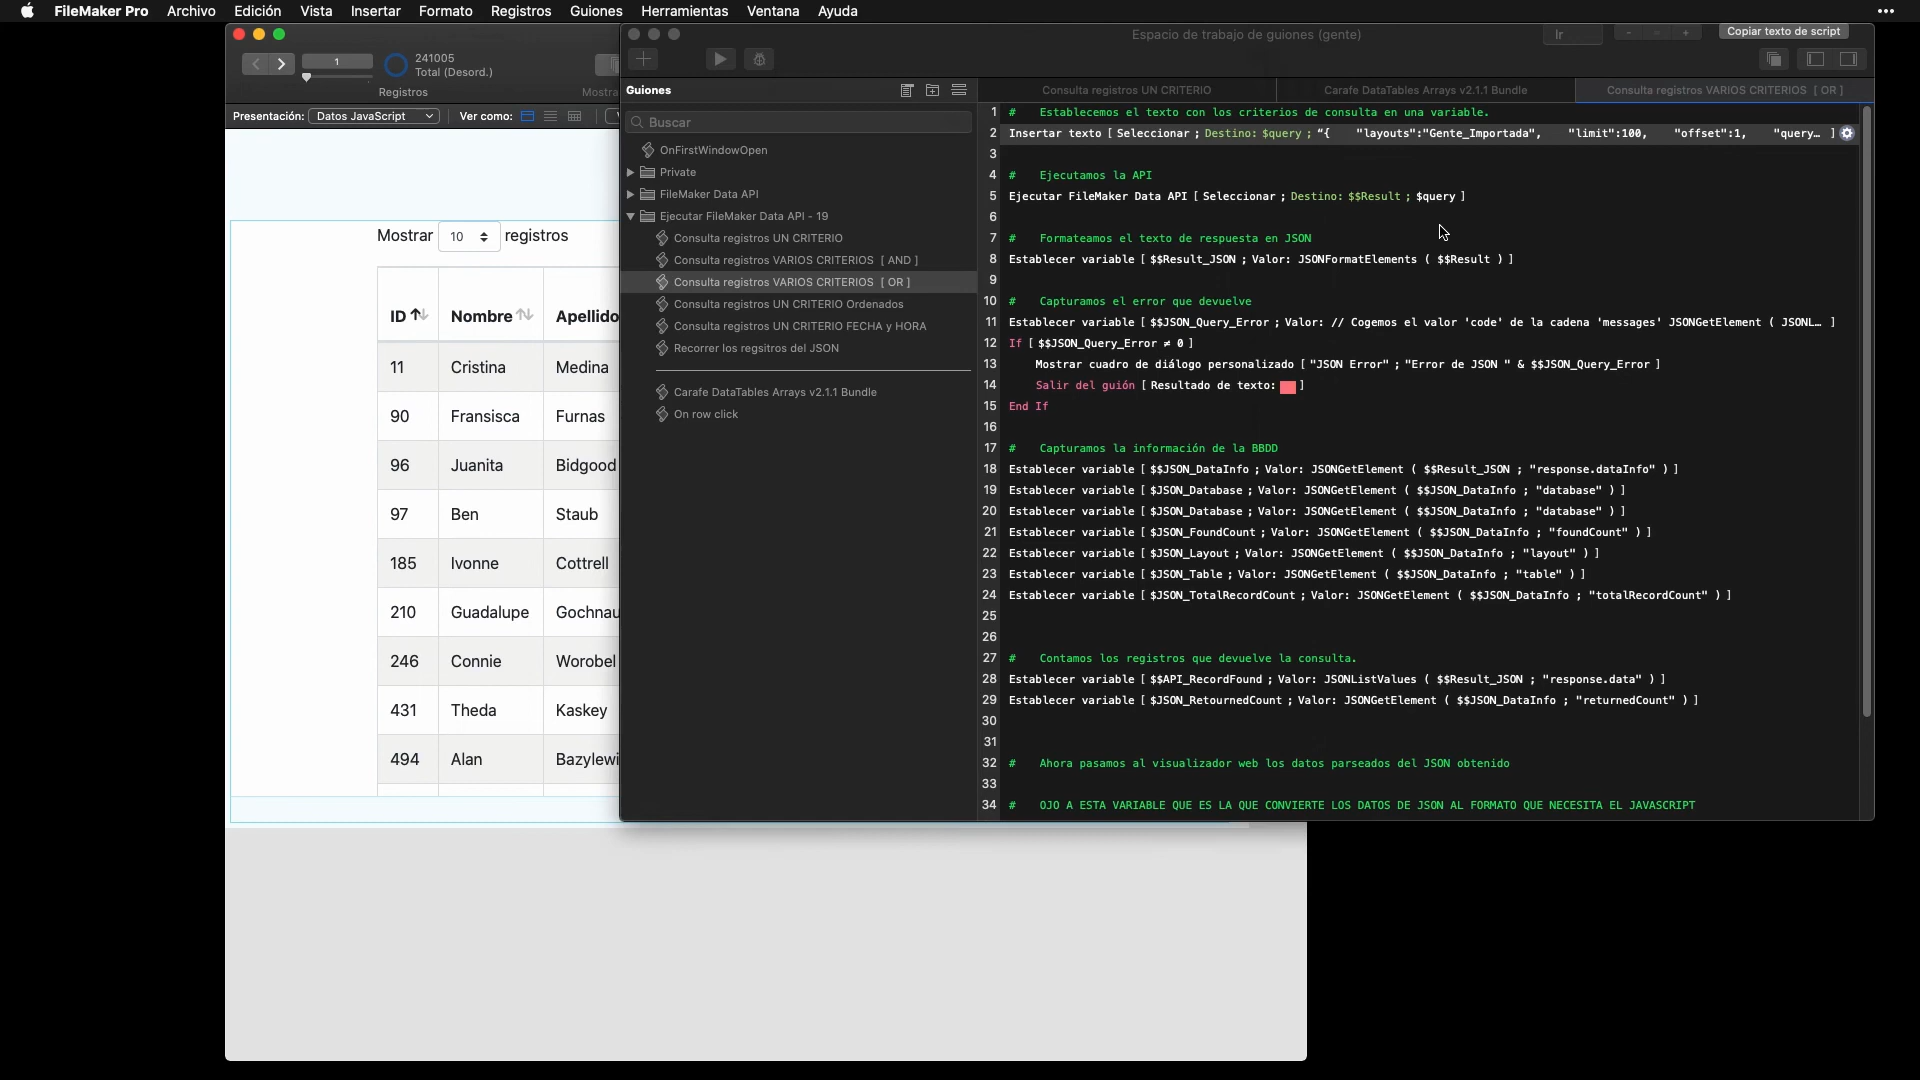 FileMaker Pro Archivo Edición Vista Insertar Formato Registros Guiones Herramientas Ventana Ayuda
1
241005
Total (Desord.)
Registros
Mostra
Presentación: Datos JavaScript Ver como:
Mostrar 10 registros
ID Nombre Apellido
11 Cristina Medina
90 Fransisca Furnas
96 Juanita Bidgood
97 Ben Staub
185 Ivonne Cottrell
210 Guadalupe Gochnau
246 Connie Worobel
431 Theda Kaskey
494 Alan Bazylewi
Espacio de trabajo de guiones (gente)
Ir
- +
Copiar texto de script
Guiones
Buscar
OnFirstWindowOpen
Private
FileMaker Data API
Ejecutar FileMaker Data API - 19
Consulta registros UN CRITERIO
Consulta registros VARIOS CRITERIOS [ AND ]
Consulta registros VARIOS CRITERIOS [ OR ]
Consulta registros UN CRITERIO Ordenados
Consulta registros UN CRITERIO FECHA y HORA
Recorrer los regsitros del JSON
Carafe DataTables Arrays v2.1.1 Bundle
On row click
Consulta registros UN CRITERIO
Carafe DataTables Arrays v2.1.1 Bundle
Consulta registros VARIOS CRITERIOS [ OR ]
1 # Establecemos el texto con los criterios de consulta en una variable.
2 Insertar texto [ Seleccionar ; Destino: $query ; “{ "layouts":"Gente_Importada", "limit":100, "offset":1, "query… ]
3
4 # Ejecutamos la API
5 Ejecutar FileMaker Data API [ Seleccionar ; Destino: $$Result ; $query ]
6
7 # Formateamos el texto de respuesta en JSON
8 Establecer variable [ $$Result_JSON ; Valor: JSONFormatElements ( $$Result ) ]
9
10 # Capturamos el error que devuelve
11 Establecer variable [ $$JSON_Query_Error ; Valor: // Cogemos el valor 'code' de la cadena 'messages' JSONGetElement ( JSONL… ]
12 If [ $$JSON_Query_Error ≠ 0 ]
13 Mostrar cuadro de diálogo personalizado [ "JSON Error" ; "Error de JSON " & $$JSON_Query_Error ]
14 Salir del guión [ Resultado de texto: ]
15 End If
16
17 # Capturamos la información de la BBDD
18 Establecer variable [ $$JSON_DataInfo ; Valor: JSONGetElement ( $$Result_JSON ; "response.dataInfo" ) ]
19 Establecer variable [ $JSON_Database ; Valor: JSONGetElement ( $$JSON_DataInfo ; "database" ) ]
20 Establecer variable [ $JSON_Database ; Valor: JSONGetElement ( $$JSON_DataInfo ; "database" ) ]
21 Establecer variable [ $JSON_FoundCount ; Valor: JSONGetElement ( $$JSON_DataInfo ; "foundCount" ) ]
22 Establecer variable [ $JSON_Layout ; Valor: JSONGetElement ( $$JSON_DataInfo ; "layout" ) ]
23 Establecer variable [ $JSON_Table ; Valor: JSONGetElement ( $$JSON_DataInfo ; "table" ) ]
24 Establecer variable [ $JSON_TotalRecordCount ; Valor: JSONGetElement ( $$JSON_DataInfo ; "totalRecordCount" ) ]
25
26
27 # Contamos los registros que devuelve la consulta.
28 Establecer variable [ $$API_RecordFound ; Valor: JSONListValues ( $$Result_JSON ; "response.data" ) ]
29 Establecer variable [ $JSON_RetournedCount ; Valor: JSONGetElement ( $$JSON_DataInfo ; "returnedCount" ) ]
30
31
32 # Ahora pasamos al visualizador web los datos parseados del JSON obtenido
33
34 # OJO A ESTA VARIABLE QUE ES LA QUE CONVIERTE LOS DATOS DE JSON AL FORMATO QUE NECESITA EL JAVASCRIPT